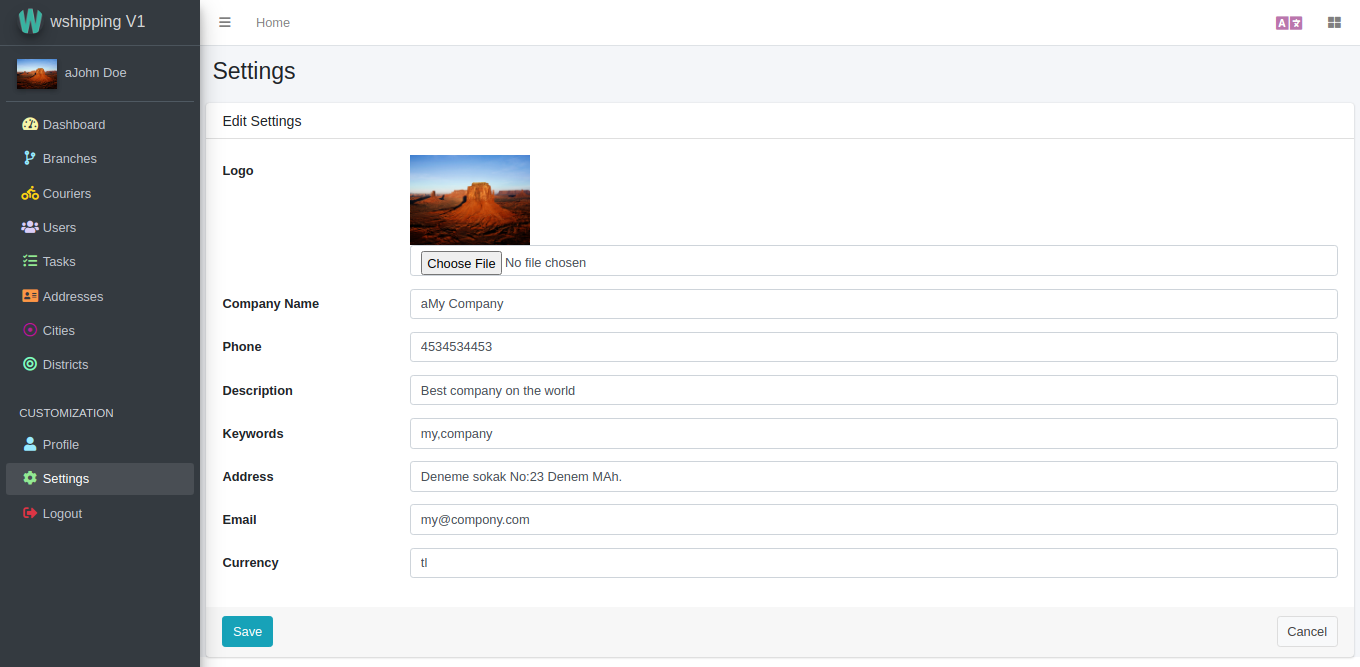 wshipping V1
Home
aJohn Doe
Settings
Dashboard
Branches
Couriers
Users
Tasks
Addresses
Cities
Districts
CUSTOMIZATION
Profile
Settings
Logout
Edit Settings
Logo
Choose File No file chosen
Company Name aMy Company
Phone 4534534453
Description Best company on the world
Keywords my,company
Address Deneme sokak No:23 Denem MAh.
Email my@compony.com
Currency tl
Save Cancel